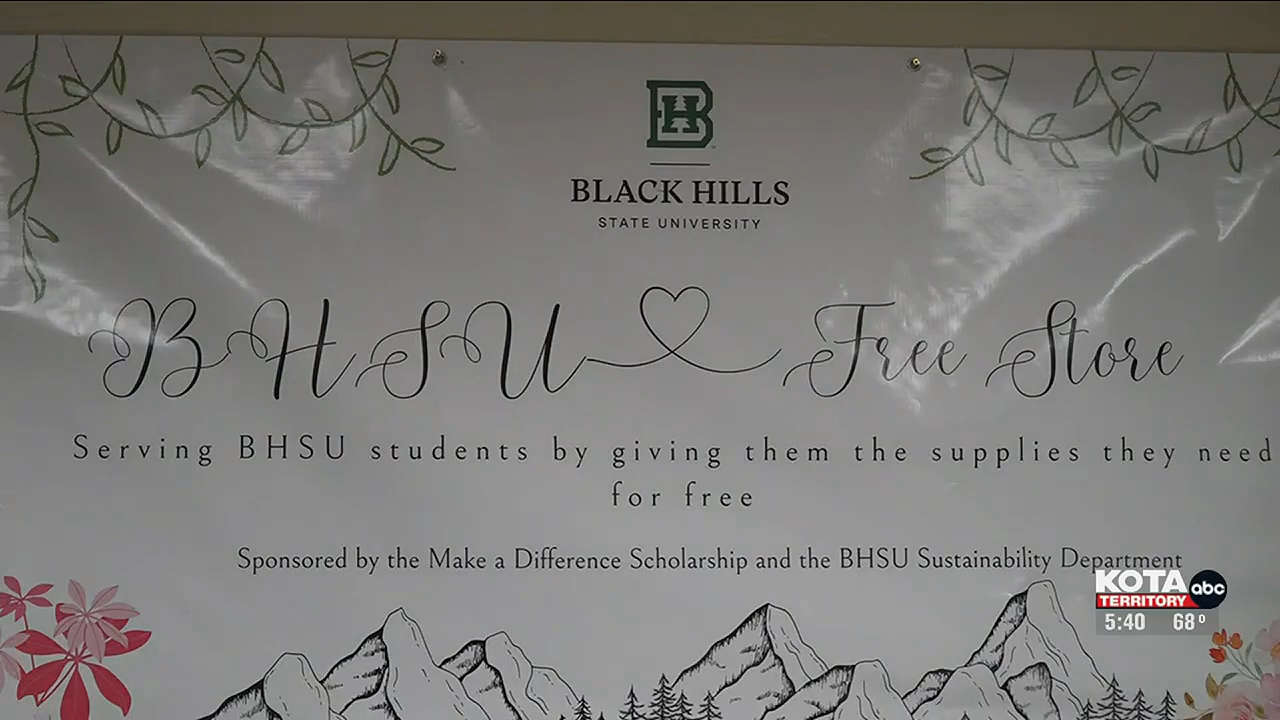 BH
BLACK HILLS
STATE UNIVERSITY
BHSU Free Store
Serving BHSU students by giving them the supplies they need
for free
Sponsored by the Make a Difference Scholarship and the BHSU Sustainability Department
KOTA abc
TERRITORY
5:40 68°